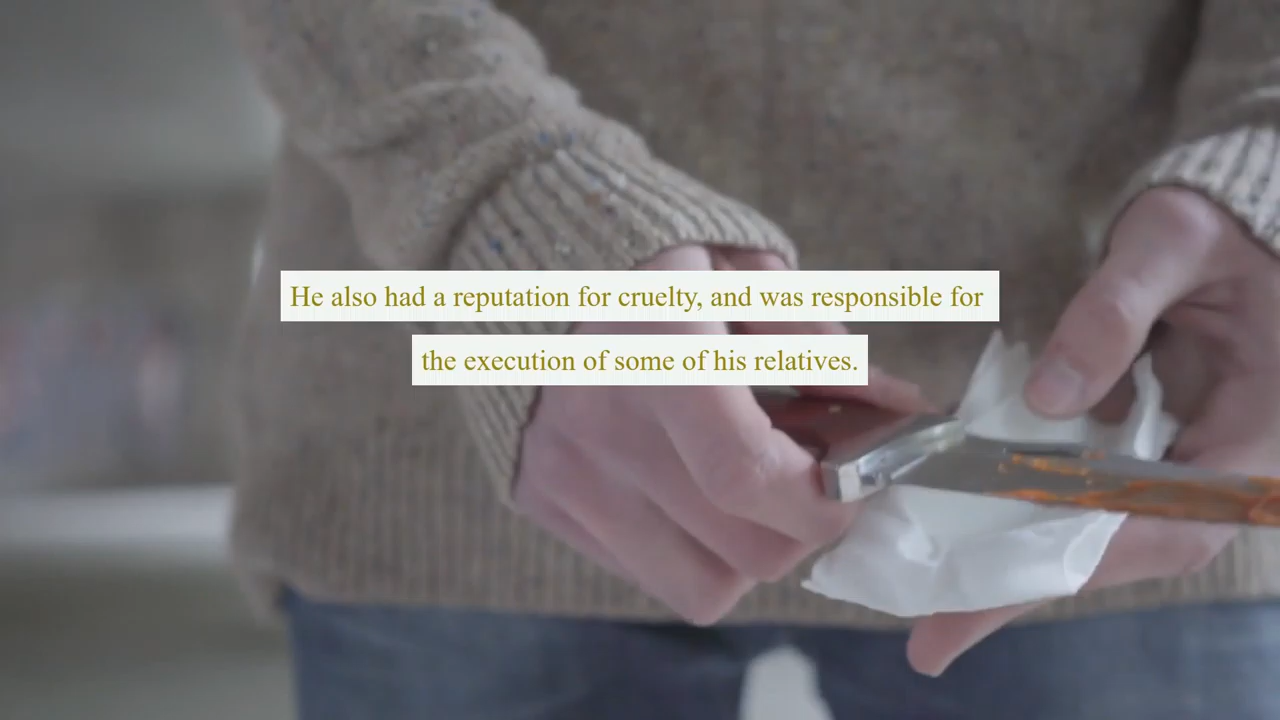 He also had a reputation for cruelty, and was responsible for
the execution of some of his relatives.